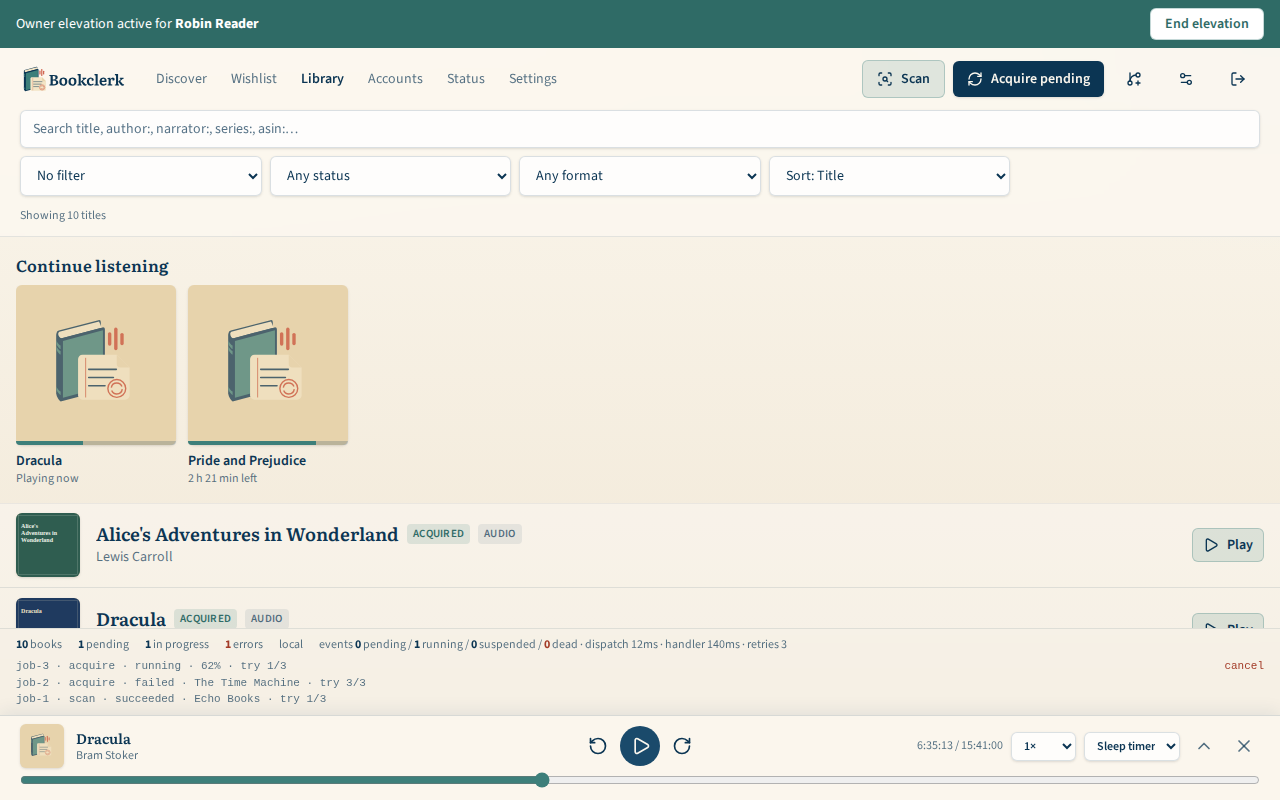 Owner elevation active for Robin Reader
End elevation
Bookclerk
Discover
Wishlist
Library
Accounts
Status
Settings
Scan
Acquire pending
Search title, author:, narrator:, series:, asin:…
No filter
Any status
Any format
Sort: Title
Showing 10 titles
Continue listening
Dracula
Playing now
Pride and Prejudice
2 h 21 min left
Alice's
Adventures in
Wonderland
Alice's Adventures in Wonderland
ACQUIRED
AUDIO
Lewis Carroll
Play
Dracula
Dracula
ACQUIRED
AUDIO
Play
10 books 1 pending 1 in progress 1 errors local events 0 pending / 1 running / 0 suspended / 0 dead · dispatch 12ms · handler 140ms · retries 3
job-3 · acquire · running · 62% · try 1/3
cancel
job-2 · acquire · failed · The Time Machine · try 3/3
job-1 · scan · succeeded · Echo Books · try 1/3
Dracula
Bram Stoker
6:35:13 / 15:41:00
1×
Sleep timer